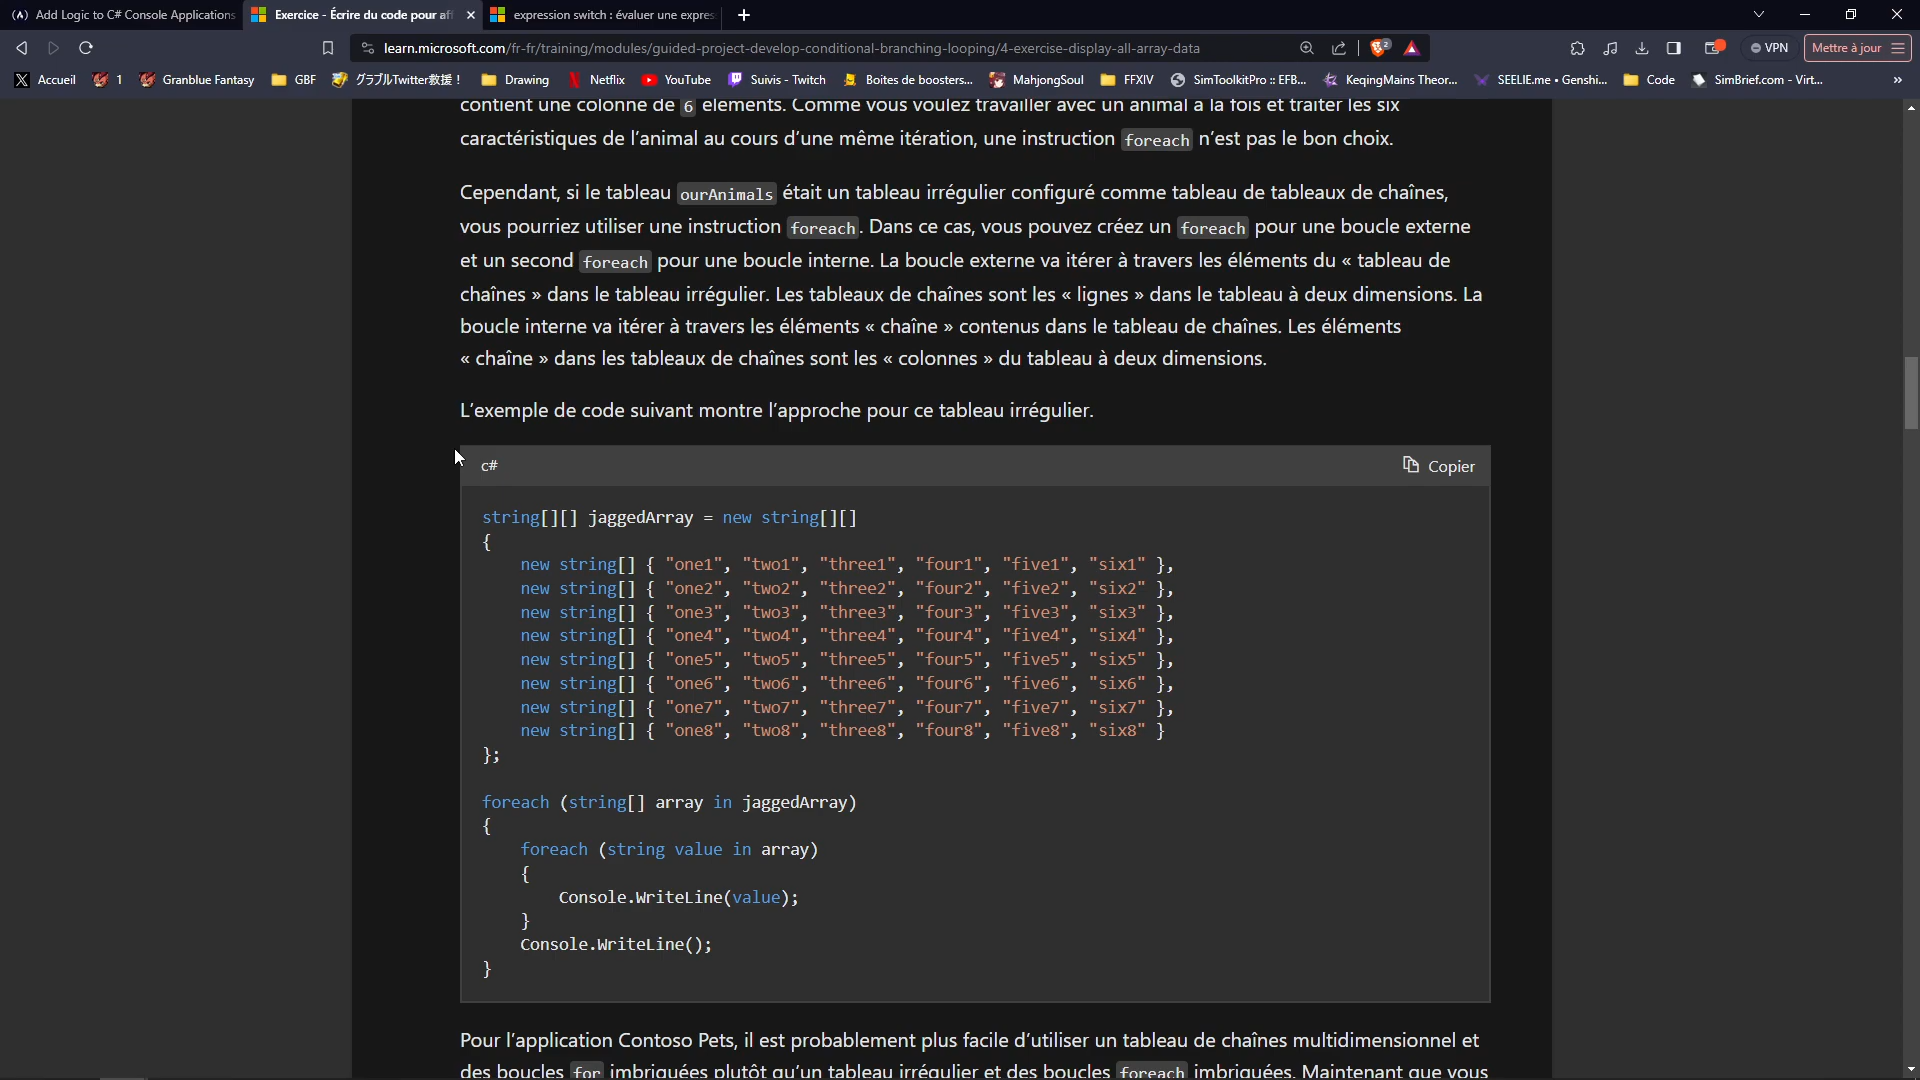 Add Logic to C# Console Applications
Exercice - Écrire du code pour aff
expression switch : évaluer une expres
learn.microsoft.com/fr-fr/training/modules/guided-project-develop-conditional-branching-looping/4-exercise-display-all-array-data
2
VPN
Mettre à jour
Accueil
1
Granblue Fantasy
GBF
グラブルTwitter救援！
Drawing
Netflix
YouTube
Suivis - Twitch
Boites de boosters...
MahjongSoul
FFXIV
SimToolkitPro :: EFB...
KeqingMains Theor...
SEELIE.me • Genshi...
Code
SimBrief.com - Virt...
»
contient une colonne de 6 éléments. Comme vous voulez travailler avec un animal à la fois et traiter les six
caractéristiques de l'animal au cours d'une même itération, une instruction foreach n'est pas le bon choix.
Cependant, si le tableau ourAnimals était un tableau irrégulier configuré comme tableau de tableaux de chaînes,
vous pourriez utiliser une instruction foreach. Dans ce cas, vous pouvez créez un foreach pour une boucle externe
et un second foreach pour une boucle interne. La boucle externe va itérer à travers les éléments du « tableau de
chaînes » dans le tableau irrégulier. Les tableaux de chaînes sont les « lignes » dans le tableau à deux dimensions. La
boucle interne va itérer à travers les éléments « chaîne » contenus dans le tableau de chaînes. Les éléments
« chaîne » dans les tableaux de chaînes sont les « colonnes » du tableau à deux dimensions.
L'exemple de code suivant montre l'approche pour ce tableau irrégulier.
c#
Copier
string[][] jaggedArray = new string[][]
{
    new string[] { "one1", "two1", "three1", "four1", "five1", "six1" },
    new string[] { "one2", "two2", "three2", "four2", "five2", "six2" },
    new string[] { "one3", "two3", "three3", "four3", "five3", "six3" },
    new string[] { "one4", "two4", "three4", "four4", "five4", "six4" },
    new string[] { "one5", "two5", "three5", "four5", "five5", "six5" },
    new string[] { "one6", "two6", "three6", "four6", "five6", "six6" },
    new string[] { "one7", "two7", "three7", "four7", "five7", "six7" },
    new string[] { "one8", "two8", "three8", "four8", "five8", "six8" }
};
foreach (string[] array in jaggedArray)
{
    foreach (string value in array)
    {
        Console.WriteLine(value);
    }
    Console.WriteLine();
}
Pour l'application Contoso Pets, il est probablement plus facile d'utiliser un tableau de chaînes multidimensionnel et
des boucles for imbriquées plutôt qu'un tableau irrégulier et des boucles foreach imbriquées. Maintenant que vous